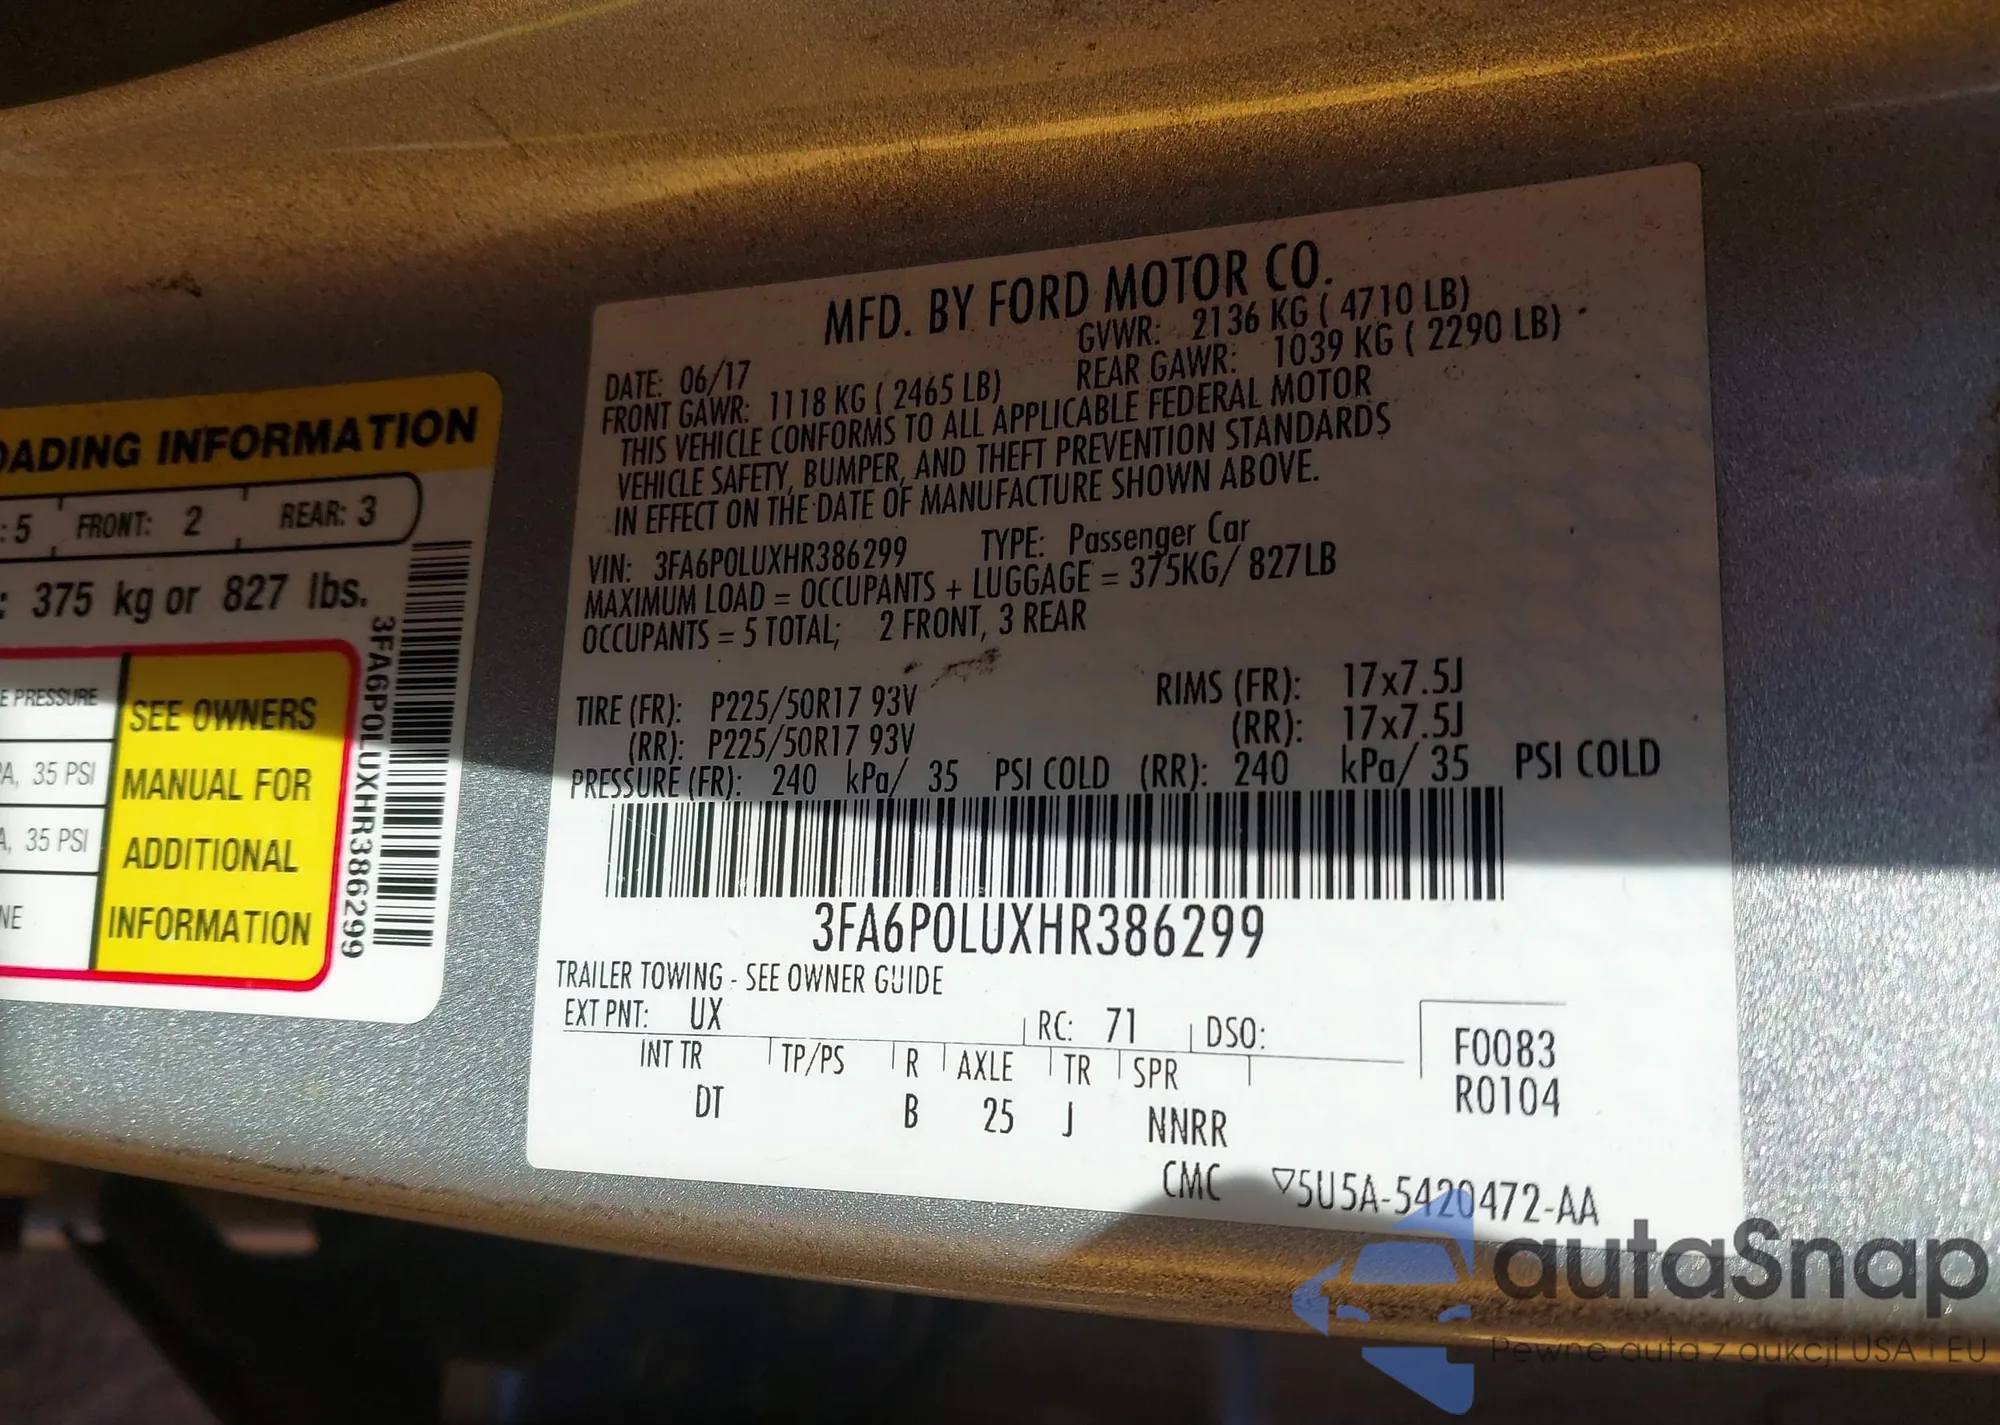 OADING INFORMATION
: 5 FRONT: 2 REAR: 3
: 375 kg or 827 lbs.
E PRESSURE
A, 35 PSI
A, 35 PSI
NE
SEE OWNERS
MANUAL FOR
ADDITIONAL
INFORMATION
3FA6P0LUXHR386299
MFD. BY FORD MOTOR CO.
DATE: 06/17 GVWR: 2136 KG ( 4710 LB)
FRONT GAWR: 1118 KG ( 2465 LB) REAR GAWR: 1039 KG ( 2290 LB)
THIS VEHICLE CONFORMS TO ALL APPLICABLE FEDERAL MOTOR
VEHICLE SAFETY, BUMPER, AND THEFT PREVENTION STANDARDS
IN EFFECT ON THE DATE OF MANUFACTURE SHOWN ABOVE.
VIN: 3FA6P0LUXHR386299 TYPE: Passenger Car
MAXIMUM LOAD = OCCUPANTS + LUGGAGE = 375KG/ 827LB
OCCUPANTS = 5 TOTAL; 2 FRONT, 3 REAR
TIRE (FR): P225/50R17 93V RIMS (FR): 17x7.5J
(RR): P225/50R17 93V (RR): 17x7.5J
PRESSURE (FR): 240 kPa/ 35 PSI COLD (RR): 240 kPa/ 35 PSI COLD
3FA6P0LUXHR386299
TRAILER TOWING - SEE OWNER GUIDE
EXT PNT: UX RC: 71 DSO:
INT TR TP/PS R AXLE TR SPR
DT B 25 J NNRR
F0083
R0104
CMC ▽5U5A-5420472-AA
autaSnap
Pewne auta z aukcji USA i EU